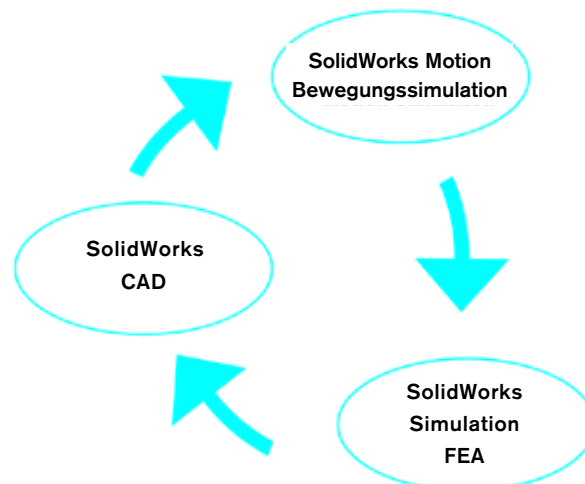 SolidWorks Motion
Bewegungssimulation
SolidWorks
CAD
SolidWorks
Simulation
FEA